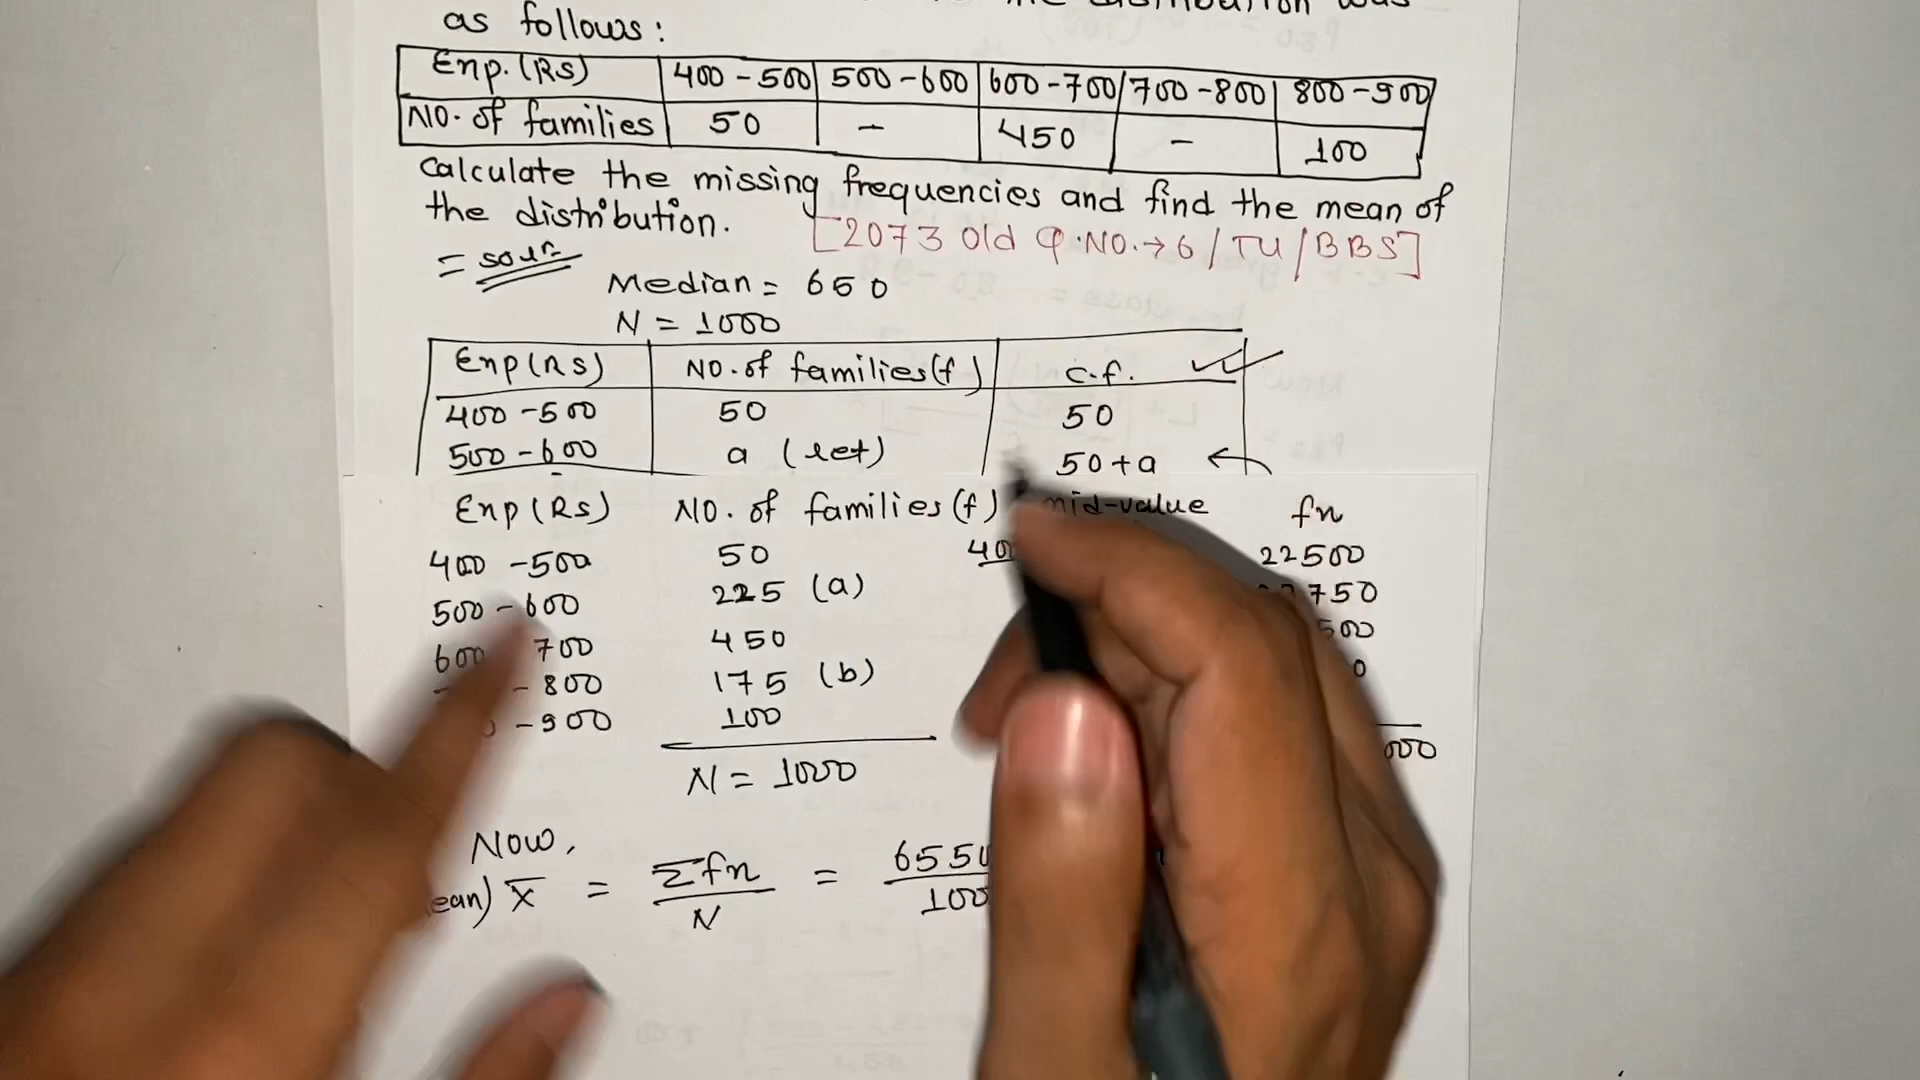 as follows:
Exp.(RS) 400-500 500-600 600-700 700-800 800-900
NO. of families 50 - 450 - 100
calculate the missing frequencies and find the mean of
the distribution. [2073 Old Q.NO.→6/TU/BBS]
= soln
Median = 650
N = 1000
Exp(RS) NO. of families(f) c.f.
400-500 50 50
500-600 a (let) 50+a
Exp(RS) NO. of families(f) mid-value fx
400-500 50 22500
500-600 225 (a)
600 700 450
-800 175 (b)
-900 100
N = 1000
Now,
X̄ = Σfx/N =